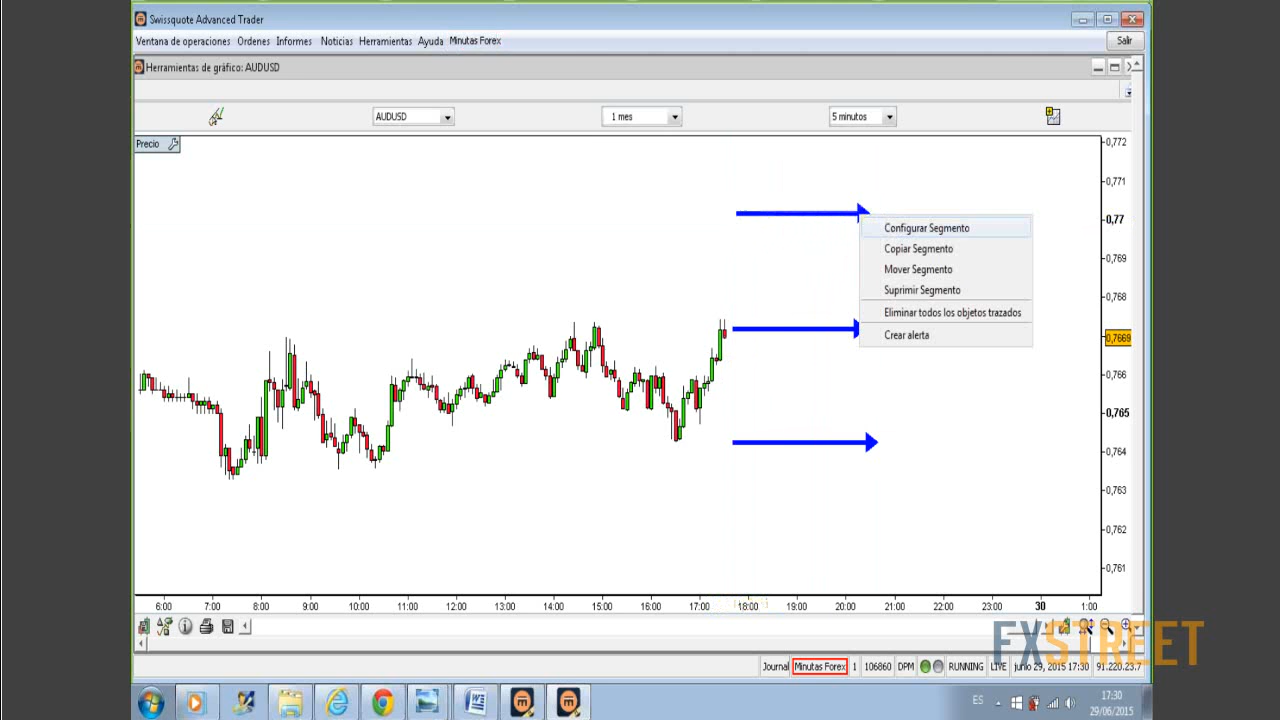 Swissquote Advanced Trader
Ventana de operaciones Ordenes Informes Noticias Herramientas Ayuda Minutas Forex
Salir
Herramientas de gráfico: AUDUSD
AUDUSD 1 mes 5 minutos
Precio
0,772
0,771
0,77
0,769
0,768
0,7669
0,766
0,765
0,764
0,763
0,762
0,761
Configurar Segmento
Copiar Segmento
Mover Segmento
Suprimir Segmento
Eliminar todos los objetos trazados
Crear alerta
6:00 7:00 8:00 9:00 10:00 11:00 12:00 13:00 14:00 15:00 16:00 17:00 18:00 19:00 20:00 21:00 22:00 23:00 30 1:00
FXSTREET
Journal Minutas Forex 1 106860 DPM RUNNING LIVE junio 29, 2015 17:30 91.220.23.7
ES
17:30
29/06/2015